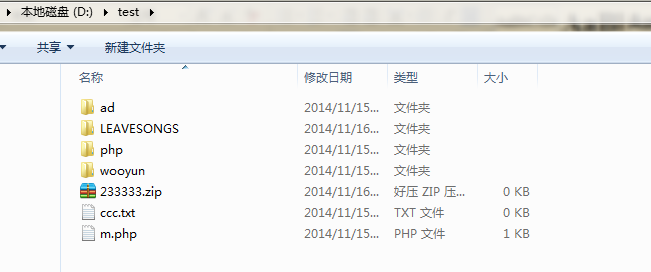 本地磁盘 (D:) test
共享 新建文件夹
名称 修改日期 类型 大小
ad 2014/11/15... 文件夹
LEAVESONGS 2014/11/16... 文件夹
php 2014/11/15... 文件夹
wooyun 2014/11/15... 文件夹
233333.zip 2014/11/16... 好压 ZIP 压... 0 KB
ccc.txt 2014/11/15... TXT 文件 0 KB
m.php 2014/11/15... PHP 文件 1 KB